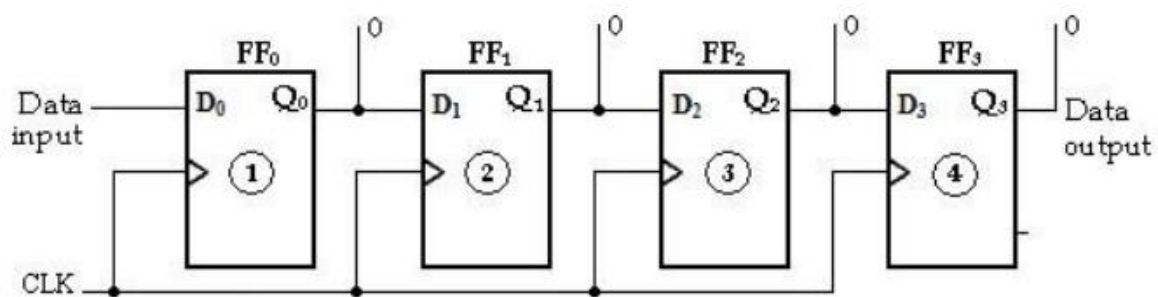 0 0 0 0
FF₀ FF₁ FF₂ FF₃
Data input
D₀ Q₀ D₁ Q₁ D₂ Q₂ D₃ Q₃
Data output
1 2 3 4
CLK